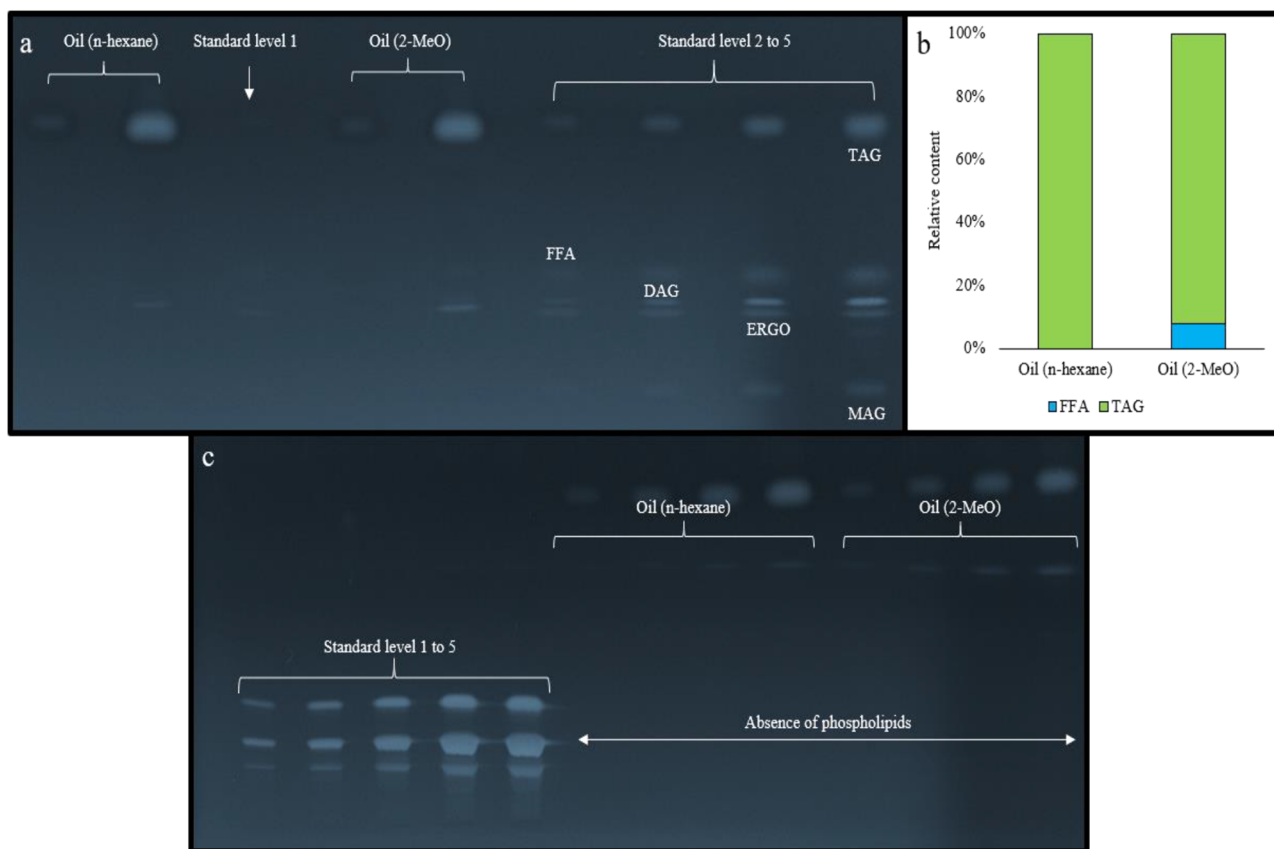 a
Oil (n-hexane)
Standard level 1
Oil (2-MeO)
Standard level 2 to 5
TAG
FFA
DAG
ERGO
MAG
b
100%
80%
60%
40%
20%
0%
Relative content
Oil (n-hexane)
Oil (2-MeO)
FFA
TAG
c
Oil (n-hexane)
Oil (2-MeO)
Standard level 1 to 5
Absence of phospholipids